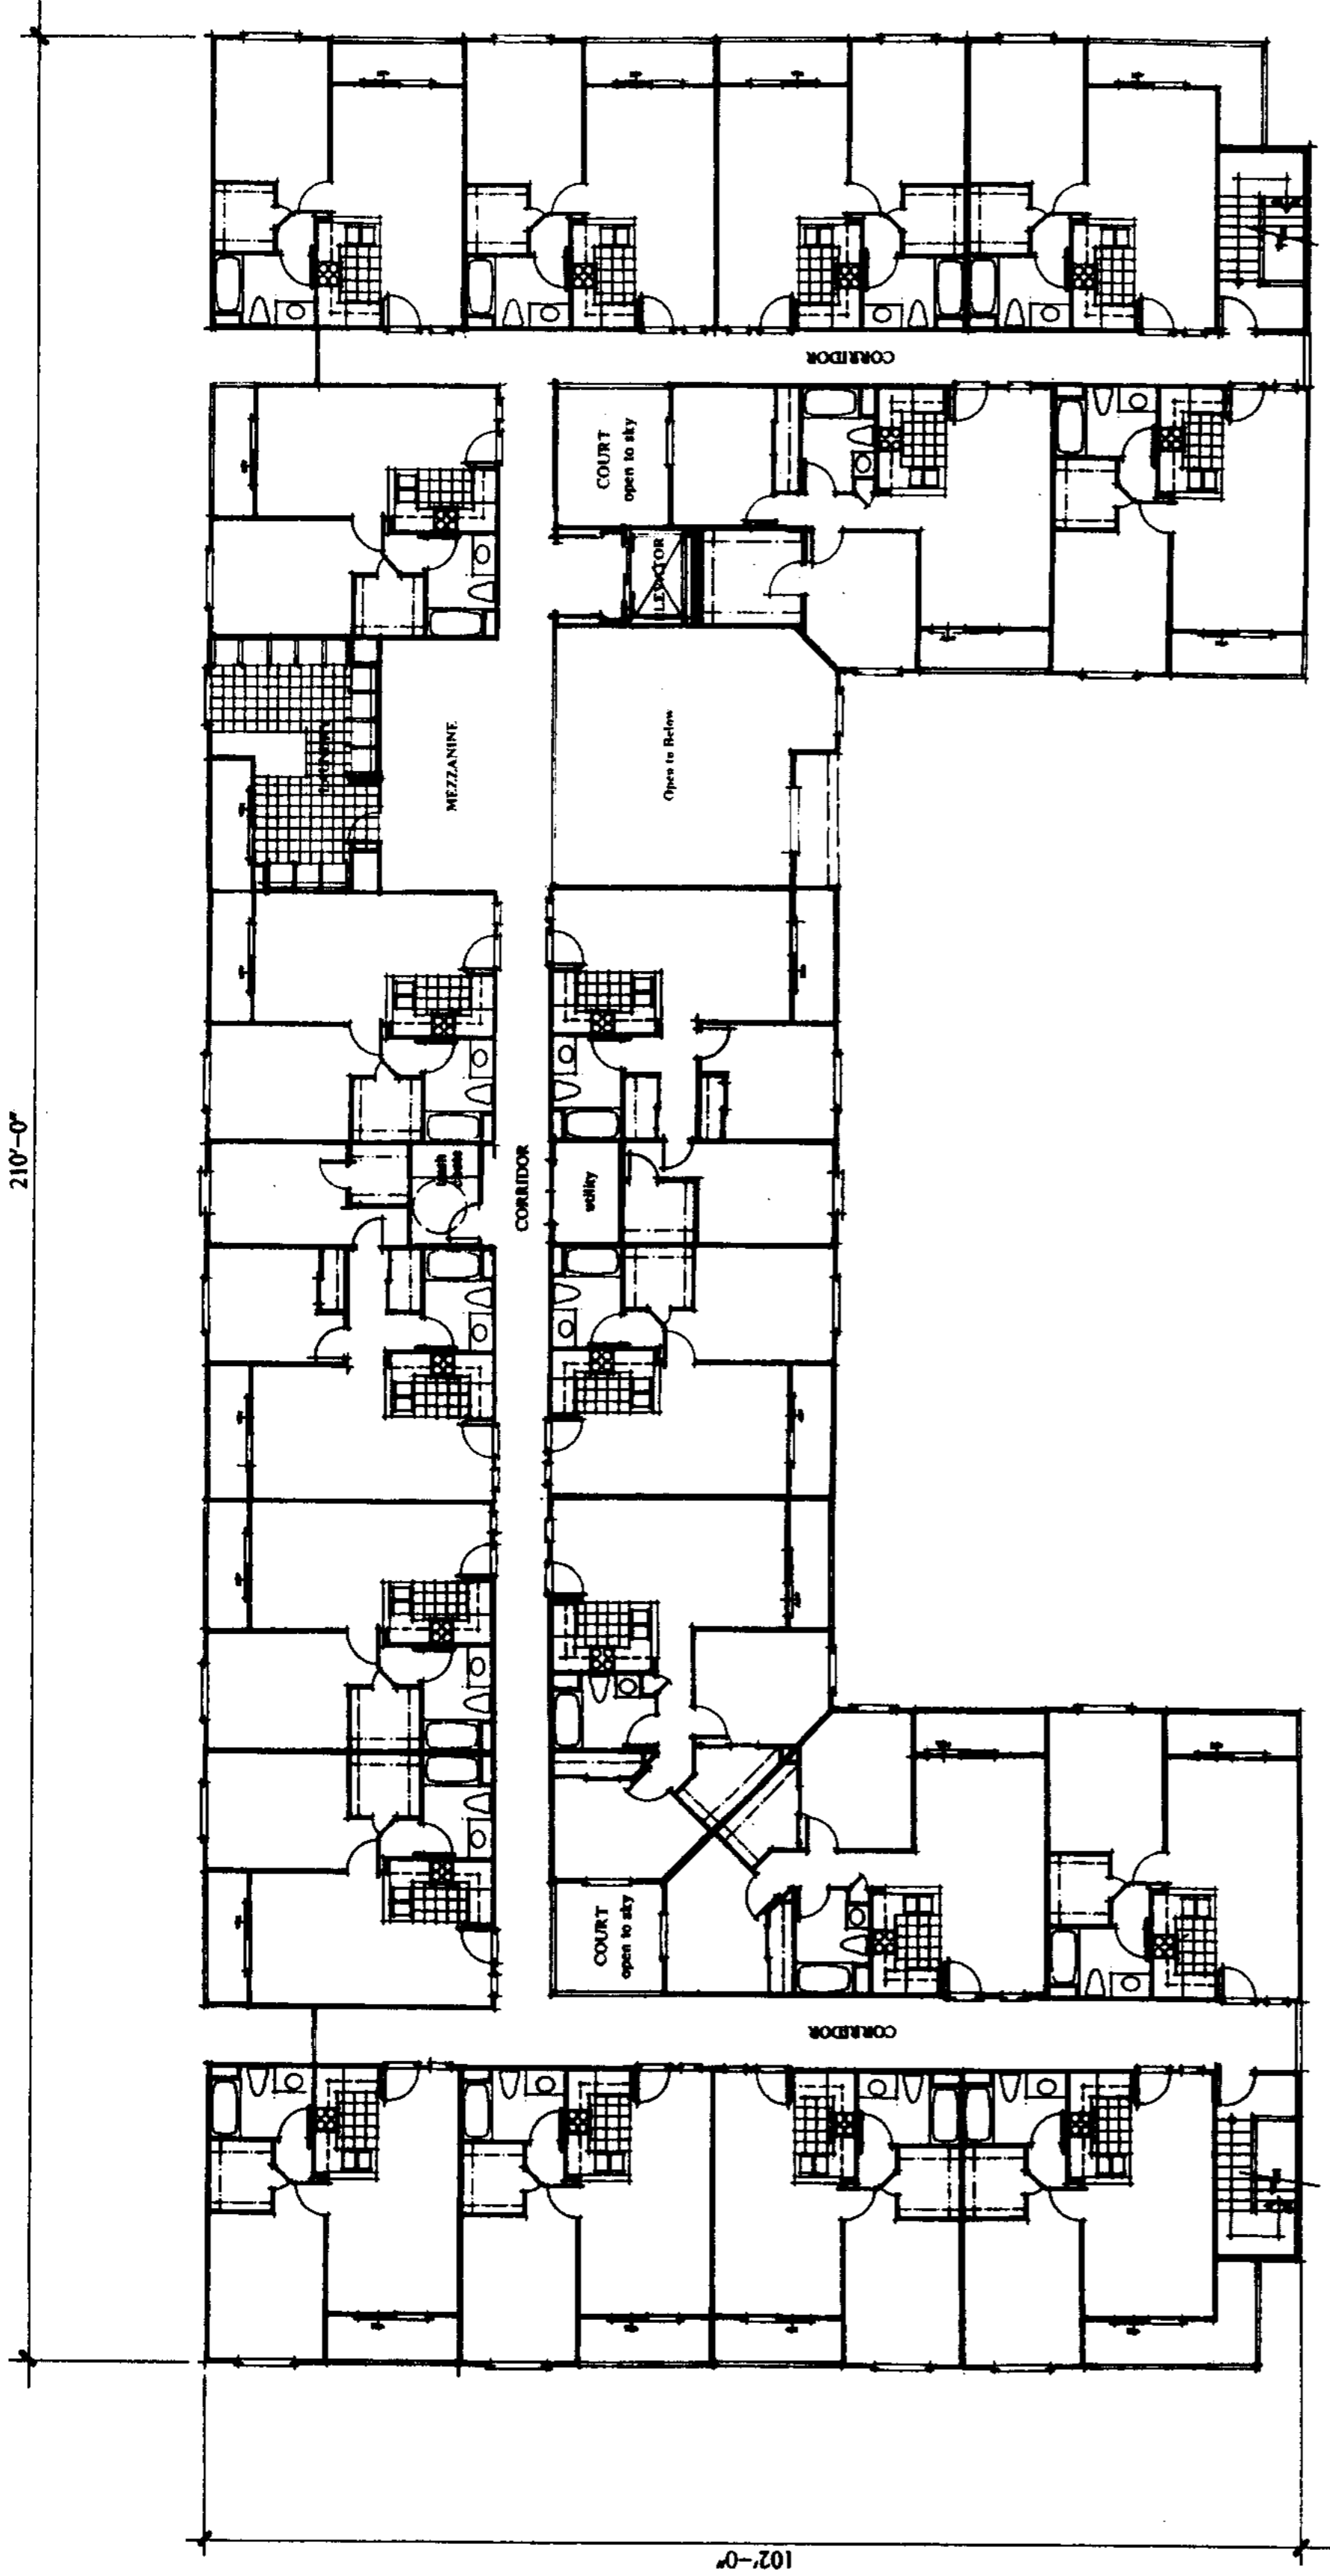 210'-0"
CORRIDOR
COURT
open to sky
ELEVATOR
MEZZANINE
Open to Below
LAUNDRY
CORRIDOR
utility
COURT
open to sky
CORRIDOR
102'-0"